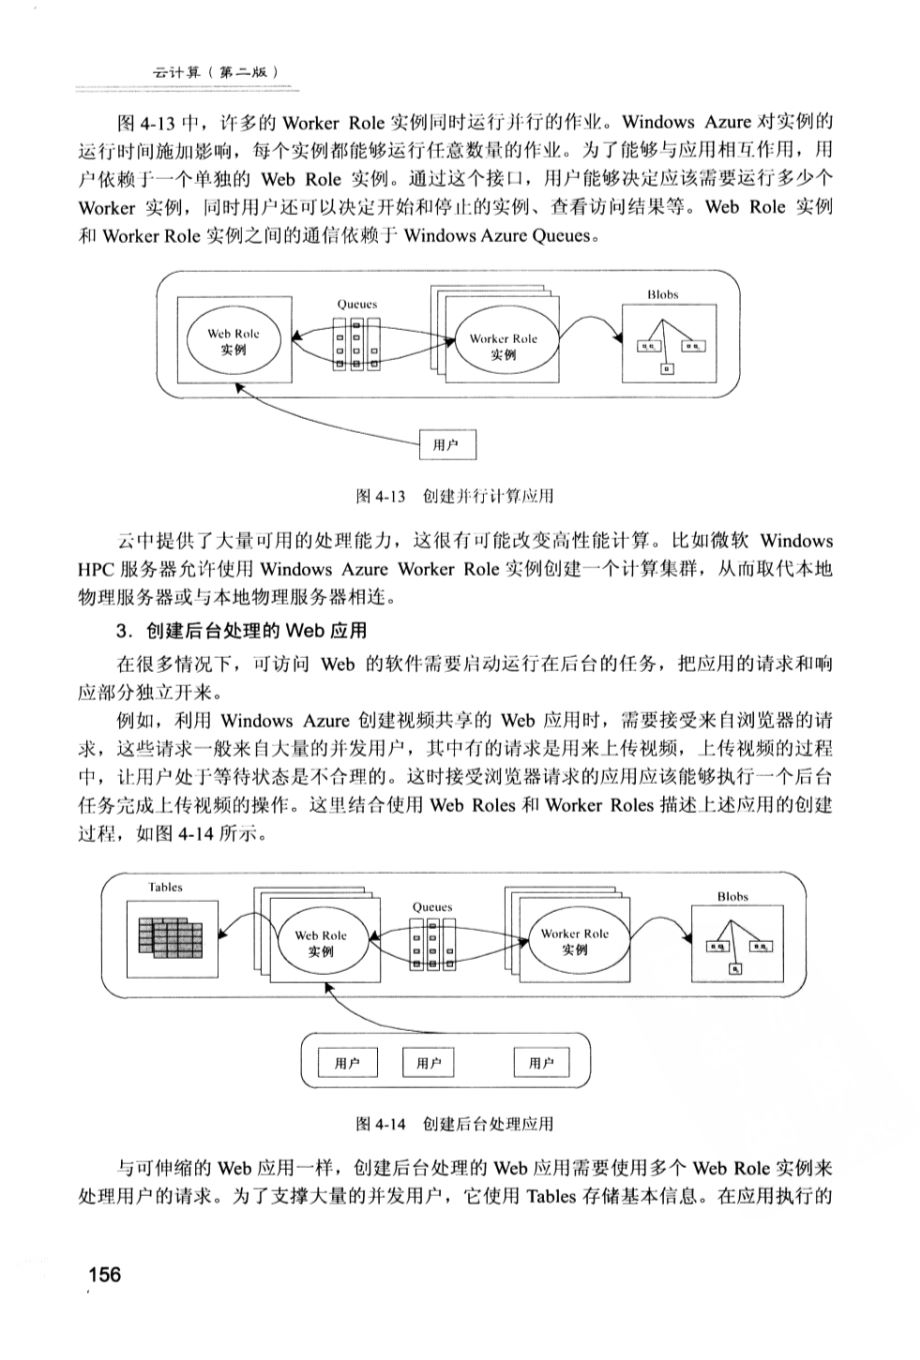 云计算（第二版）
图 4-13 中，许多的 Worker Role 实例同时运行并行的作业。Windows Azure 对实例的
运行时间施加影响，每个实例都能够运行任意数量的作业。为了能够与应用相互作用，用
户依赖于一个单独的 Web Role 实例。通过这个接口，用户能够决定应该需要运行多少个
Worker 实例，同时用户还可以决定开始和停止的实例、查看访问结果等。Web Role 实例
和 Worker Role 实例之间的通信依赖于 Windows Azure Queues。
Queues
Blobs
Web Role
实例
Worker Role
实例
用户
图 4-13 创建并行计算应用
云中提供了大量可用的处理能力，这很有可能改变高性能计算。比如微软 Windows
HPC 服务器允许使用 Windows Azure Worker Role 实例创建一个计算集群，从而取代本地
物理服务器或与本地物理服务器相连。
3．创建后台处理的 Web 应用
在很多情况下，可访问 Web 的软件需要启动运行在后台的任务，把应用的请求和响
应部分独立开来。
例如，利用 Windows Azure 创建视频共享的 Web 应用时，需要接受来自浏览器的请
求，这些请求一般来自大量的并发用户，其中有的请求是用来上传视频，上传视频的过程
中，让用户处于等待状态是不合理的。这时接受浏览器请求的应用应该能够执行一个后台
任务完成上传视频的操作。这里结合使用 Web Roles 和 Worker Roles 描述上述应用的创建
过程，如图 4-14 所示。
Tables
Queues
Blobs
Web Role
实例
Worker Role
实例
用户
用户
用户
图 4-14 创建后台处理应用
与可伸缩的 Web 应用一样，创建后台处理的 Web 应用需要使用多个 Web Role 实例来
处理用户的请求。为了支撑大量的并发用户，它使用 Tables 存储基本信息。在应用执行的
156